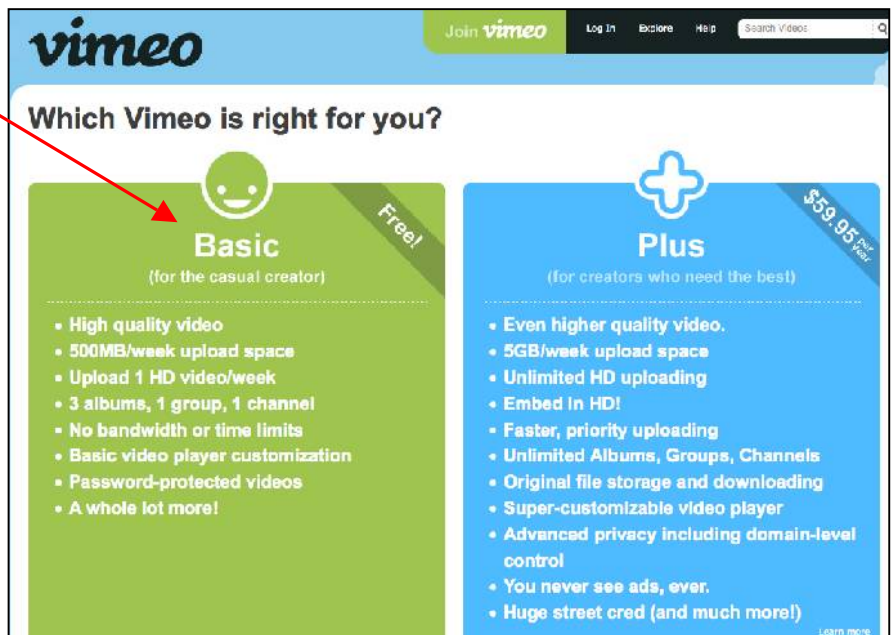 vimeo
Join vimeo
Log In Explore Help Search Videos
Which Vimeo is right for you?
Free!
Basic
(for the casual creator)
• High quality video
• 500MB/week upload space
• Upload 1 HD video/week
• 3 albums, 1 group, 1 channel
• No bandwidth or time limits
• Basic video player customization
• Password-protected videos
• A whole lot more!
$59.95 per year
Plus
(for creators who need the best)
• Even higher quality video.
• 5GB/week upload space
• Unlimited HD uploading
• Embed in HD!
• Faster, priority uploading
• Unlimited Albums, Groups, Channels
• Original file storage and downloading
• Super-customizable video player
• Advanced privacy including domain-level
control
• You never see ads, ever.
• Huge street cred (and much more!)
Learn more